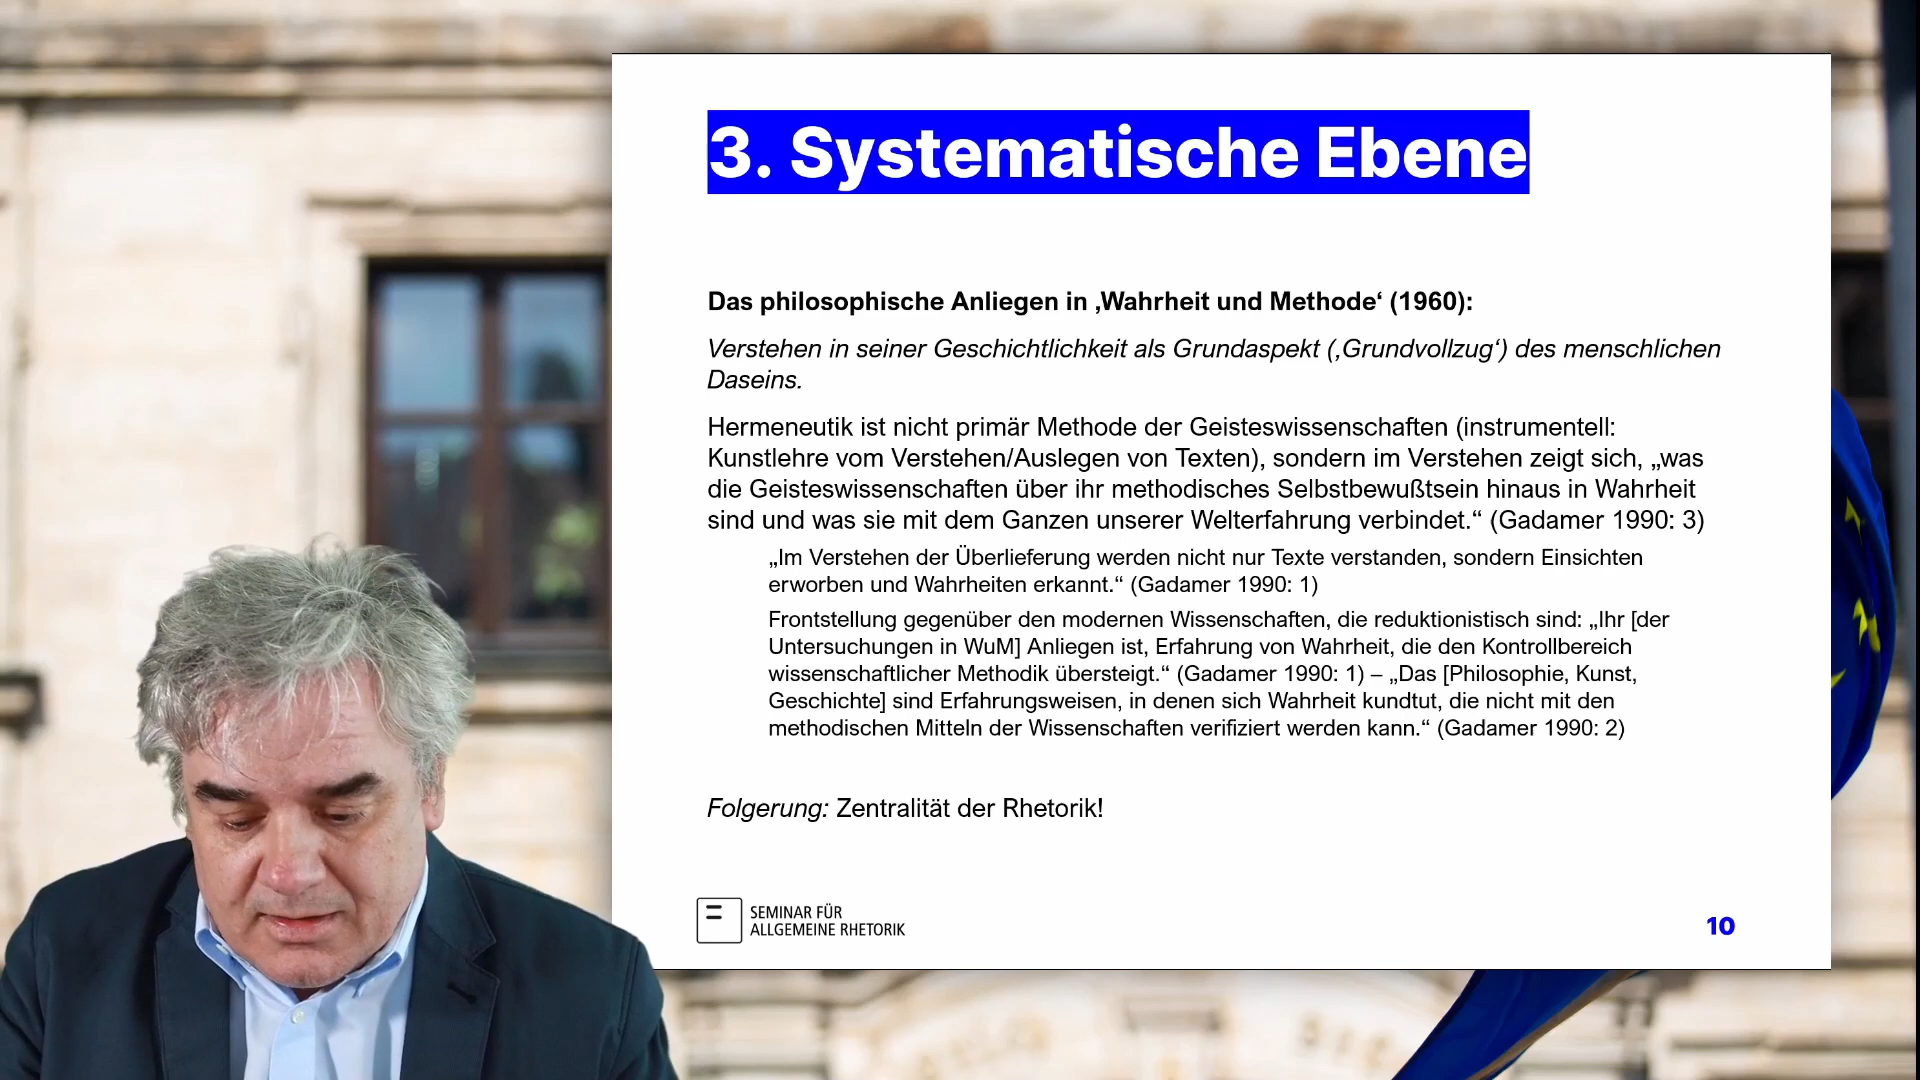 3. Systematische Ebene
Das philosophische Anliegen in ‚Wahrheit und Methode‘ (1960):
Verstehen in seiner Geschichtlichkeit als Grundaspekt (‚Grundvollzug‘) des menschlichen
Daseins.
Hermeneutik ist nicht primär Methode der Geisteswissenschaften (instrumentell:
Kunstlehre vom Verstehen/Auslegen von Texten), sondern im Verstehen zeigt sich, „was
die Geisteswissenschaften über ihr methodisches Selbstbewußtsein hinaus in Wahrheit
sind und was sie mit dem Ganzen unserer Welterfahrung verbindet.“ (Gadamer 1990: 3)
„Im Verstehen der Überlieferung werden nicht nur Texte verstanden, sondern Einsichten
erworben und Wahrheiten erkannt.“ (Gadamer 1990: 1)
Frontstellung gegenüber den modernen Wissenschaften, die reduktionistisch sind: „Ihr [der
Untersuchungen in WuM] Anliegen ist, Erfahrung von Wahrheit, die den Kontrollbereich
wissenschaftlicher Methodik übersteigt.“ (Gadamer 1990: 1) – „Das [Philosophie, Kunst,
Geschichte] sind Erfahrungsweisen, in denen sich Wahrheit kundtut, die nicht mit den
methodischen Mitteln der Wissenschaften verifiziert werden kann.“ (Gadamer 1990: 2)
Folgerung: Zentralität der Rhetorik!
SEMINAR FÜR
ALLGEMEINE RHETORIK
10